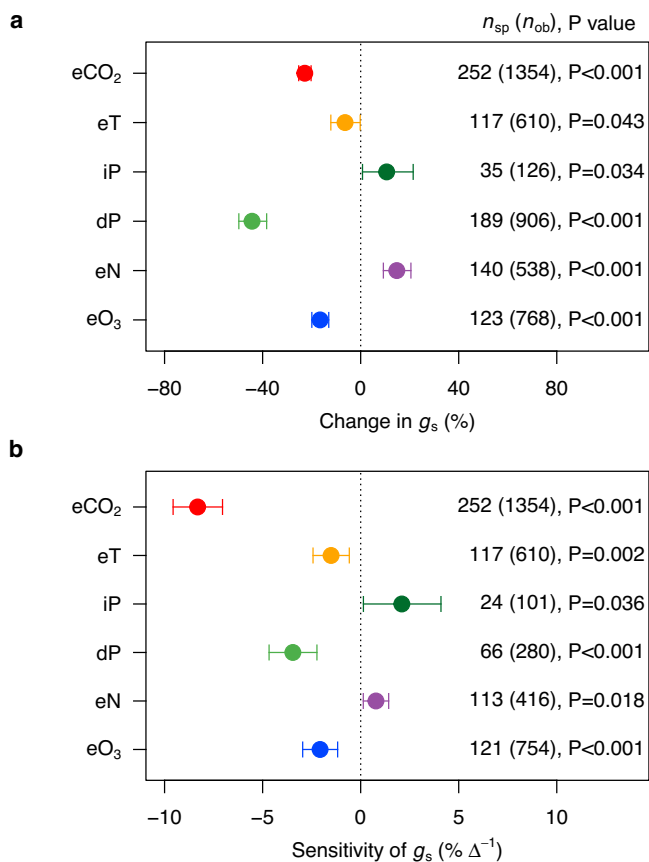 a
n_sp (n_ob), P value
eCO₂ 252 (1354), P<0.001
eT 117 (610), P=0.043
iP 35 (126), P=0.034
dP 189 (906), P<0.001
eN 140 (538), P<0.001
eO₃ 123 (768), P<0.001
−80 −40 0 40 80
Change in g_s (%)
b
eCO₂ 252 (1354), P<0.001
eT 117 (610), P=0.002
iP 24 (101), P=0.036
dP 66 (280), P<0.001
eN 113 (416), P=0.018
eO₃ 121 (754), P<0.001
−10 −5 0 5 10
Sensitivity of g_s (% Δ⁻¹)